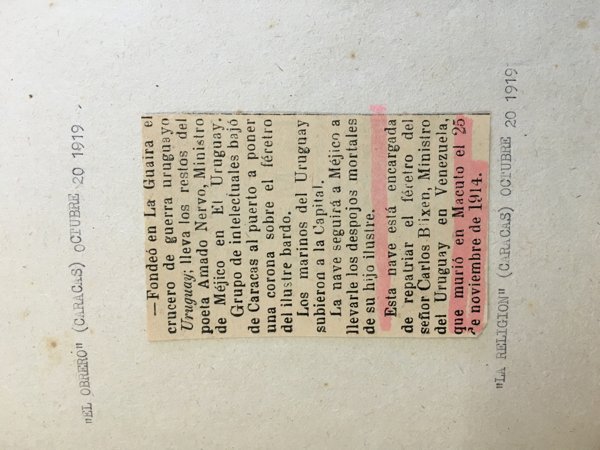 "EL OBRERO" (CARACAS) OCTUBRE 20 1919
—Fondeó en La Guaira el
crucero de guerra uruguayo
Uruguay; lleva los restos del
poeta Amado Nervo, Ministro
de Méjico en El Uruguay.
Grupo de intelectuales bajó
de Caracas al puerto a poner
una corona sobre el féretro
del ilustre bardo.
Los marinos del Uruguay
subieron a la Capital.
La nave seguirá a Méjico a
llevarle los despojos mortales
de su hijo ilustre.
Esta nave está encargada
de repatriar el féretro del
señor Carlos Blixen, Ministro
del Uruguay en Venezuela,
que murió en Macuto el 25
de noviembre de 1914.
"LA RELIGION" (CARACAS) OCTUBRE 20 1919